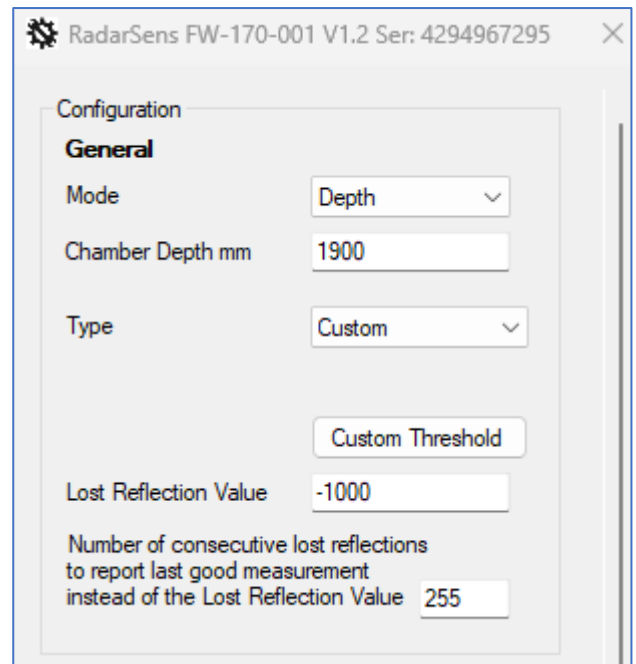 RadarSens FW-170-001 V1.2 Ser: 4294967295
Configuration
General
Mode Depth
Chamber Depth mm 1900
Type Custom
Custom Threshold
Lost Reflection Value -1000
Number of consecutive lost reflections
to report last good measurement
instead of the Lost Reflection Value 255